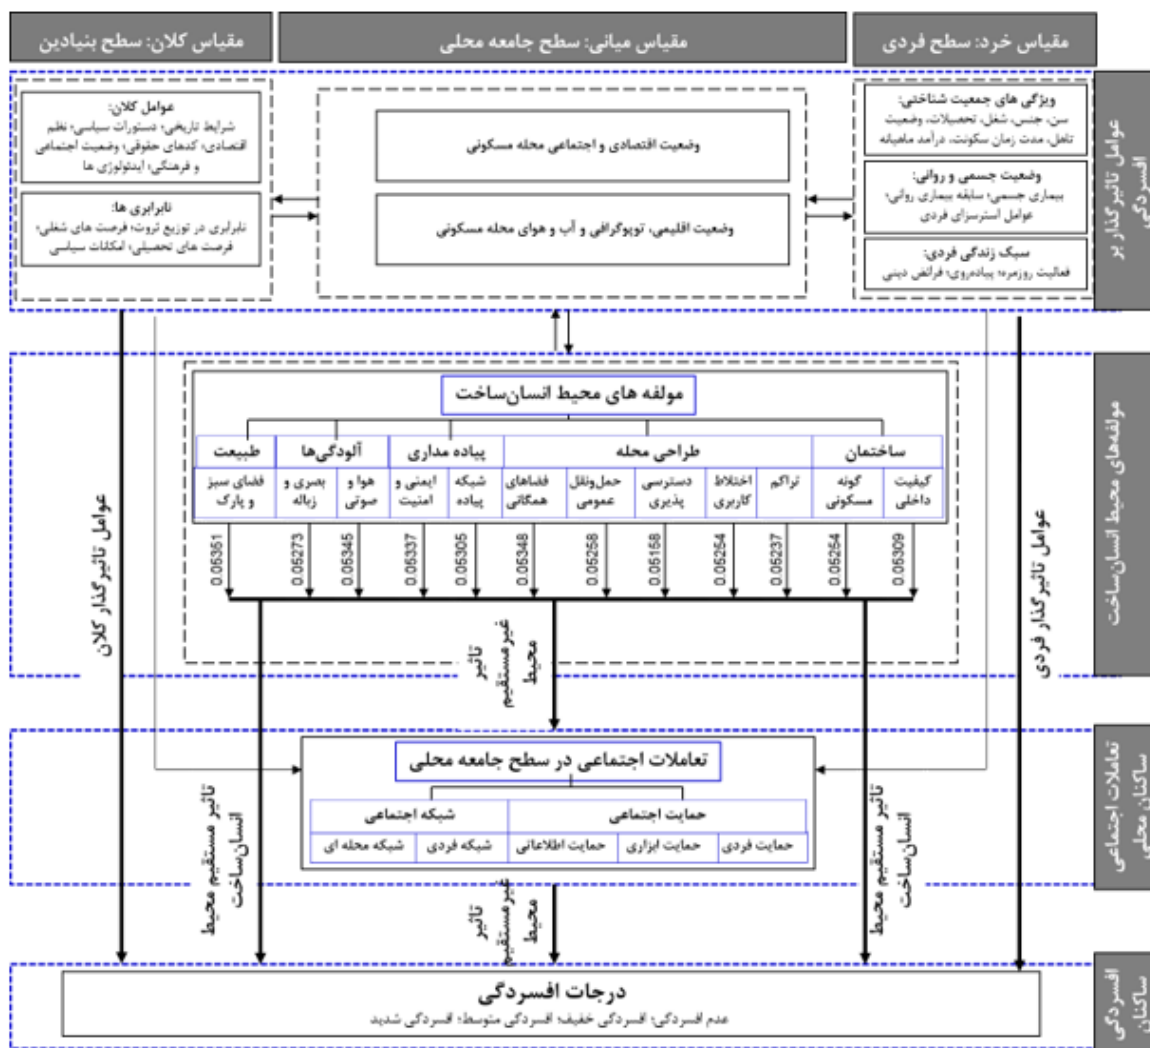 مقیاس خرد: سطح فردی
مقیاس میانی: سطح جامعه محلی
مقیاس کلان: سطح بنیادین
عوامل تاثیرگذار بر
افسردگی
ویژگی های جمعیت شناختی:
سن، جنس، شغل، تحصیلات، وضعیت
تاهل، مدت زمان سکونت، درآمد ماهیانه
وضعیت جسمی و روانی:
بیماری جسمی؛ سابقه بیماری روانی؛
عوامل استرسزای فردی
سبک زندگی فردی:
فعالیت روزمره؛ پیاده‌روی؛ فرائض دینی
وضعیت اقتصادی و اجتماعی محله مسکونی
وضعیت اقلیمی، توپوگرافی و آب و هوای محله مسکونی
عوامل کلان:
شرایط تاریخی؛ دستورات سیاسی؛ نظم
اقتصادی؛ کدهای حقوقی؛ وضعیت اجتماعی
و فرهنگی؛ ایدئولوژی ها
نابرابری ها:
نابرابری در توزیع ثروت؛ فرصت های شغلی؛
فرصت های تحصیلی؛ امکانات سیاسی
مولفه‌های محیط انسان‌ساخت
عوامل تاثیرگذار فردی
مولفه های محیط انسان‌ساخت
ساختمان
طراحی محله
پیاده مداری
آلودگی‌ها
طبیعت
کیفیت
داخلی
گونه
مسکونی
تراکم
اختلاط
کاربری
دسترسی
پذیری
حمل‌ونقل
عمومی
فضاهای
همگانی
شبکه
پیاده
ایمنی و
امنیت
هوا و
صوتی
بصری و
زباله
فضای سبز
و پارک
0.05309
0.05254
0.05237
0.05254
0.05158
0.05258
0.05348
0.05305
0.05337
0.05345
0.05273
0.05351
عوامل تاثیرگذار کلان
تاثیر
غیرمستقیم
محیط
تعاملات اجتماعی
ساکنان محلی
تعاملات اجتماعی در سطح جامعه محلی
حمایت اجتماعی
شبکه اجتماعی
حمایت فردی
حمایت ابزاری
حمایت اطلاعاتی
شبکه فردی
شبکه محله ای
تاثیر مستقیم محیط
انسان‌ساخت
تاثیر مستقیم محیط
انسان‌ساخت
تاثیر
غیرمستقیم
محیط
افسردگی
ساکنان
درجات افسردگی
عدم افسردگی؛ افسردگی خفیف؛ افسردگی متوسط؛ افسردگی شدید